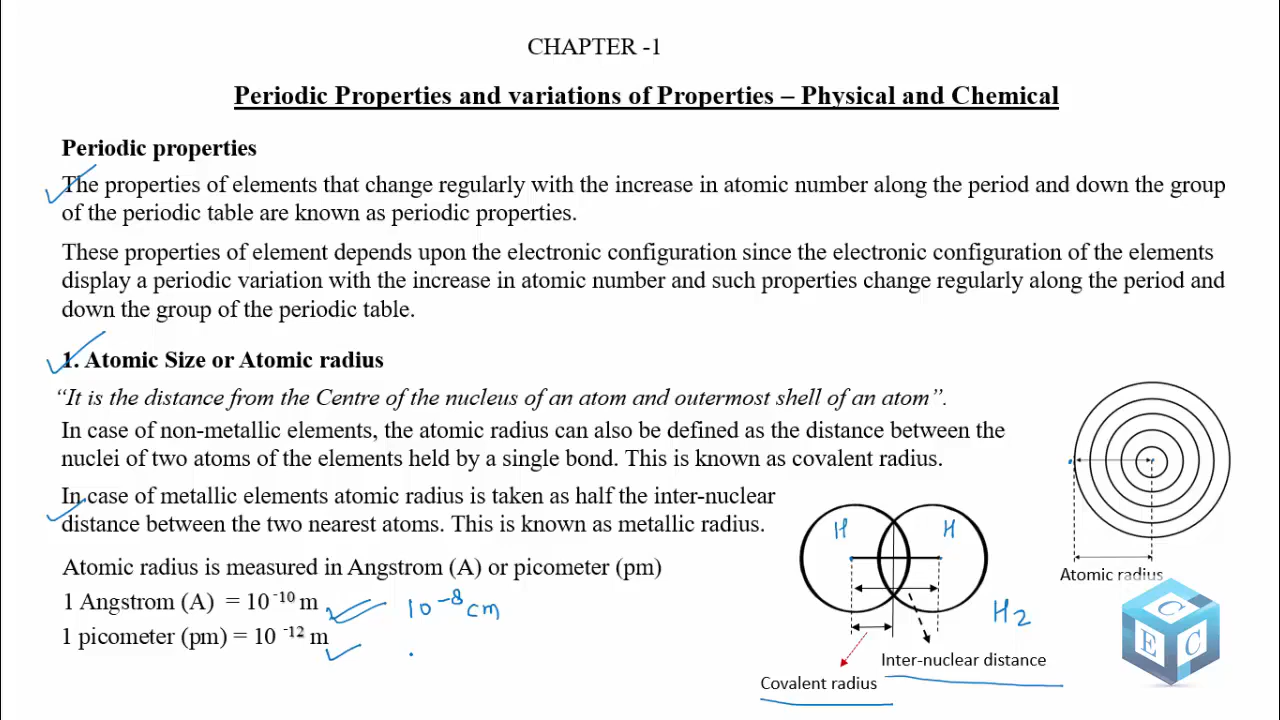 CHAPTER -1
Periodic Properties and variations of Properties – Physical and Chemical
Periodic properties
The properties of elements that change regularly with the increase in atomic number along the period and down the group
of the periodic table are known as periodic properties.
These properties of element depends upon the electronic configuration since the electronic configuration of the elements
display a periodic variation with the increase in atomic number and such properties change regularly along the period and
down the group of the periodic table.
1. Atomic Size or Atomic radius
“It is the distance from the Centre of the nucleus of an atom and outermost shell of an atom”.
In case of non-metallic elements, the atomic radius can also be defined as the distance between the
nuclei of two atoms of the elements held by a single bond. This is known as covalent radius.
In case of metallic elements atomic radius is taken as half the inter-nuclear
distance between the two nearest atoms. This is known as metallic radius.
Atomic radius is measured in Angstrom (A) or picometer (pm)
1 Angstrom (A) = 10⁻¹⁰ m
10⁻⁸ cm
1 picometer (pm) = 10 ⁻¹² m
H H
H2
Inter-nuclear distance
Covalent radius
Atomic radius
C
E C